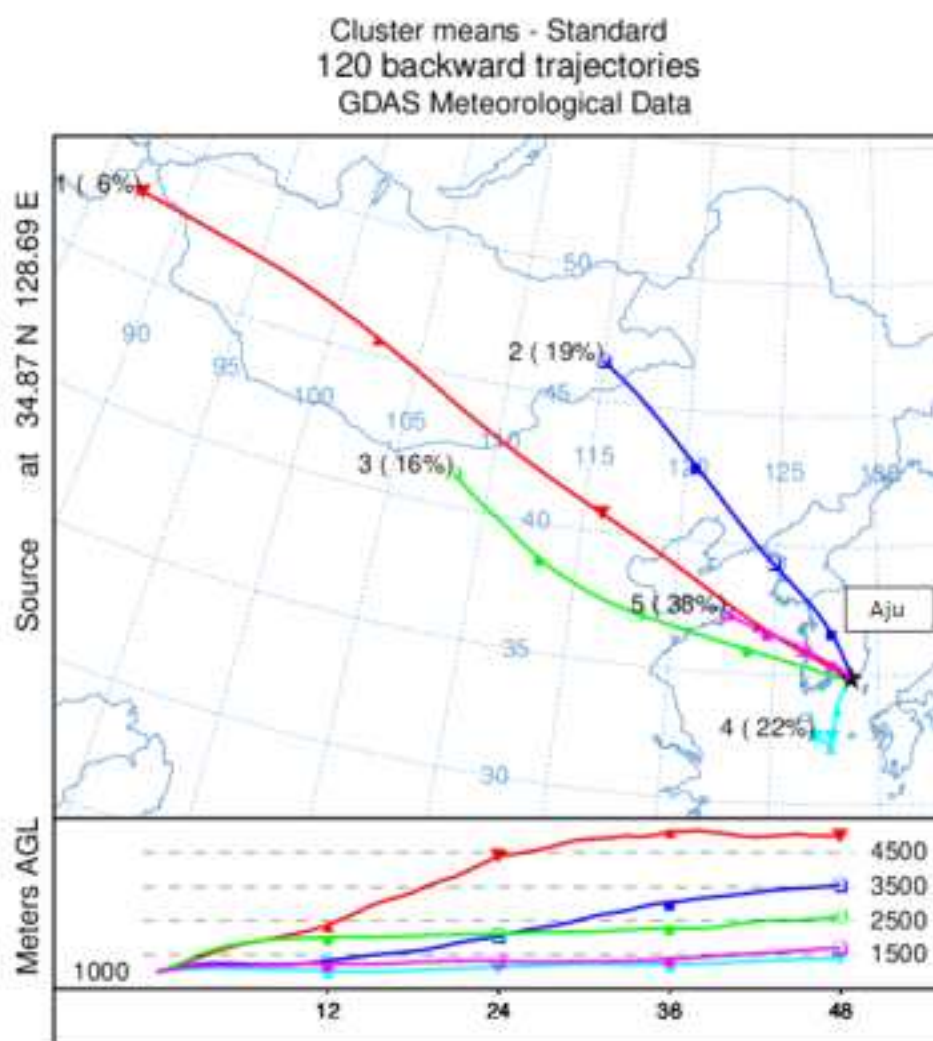 Cluster means - Standard
120 backward trajectories
GDAS Meteorological Data
Source at 34.87 N 128.69 E
1 ( 6%)
50
90
2 ( 19%)
95
100
45
105
110
115
120
125
130
3 ( 16%)
40
5 ( 38%)
Aju
35
4 ( 22%)
30
Meters AGL
4500
3500
2500
1500
1000
12
24
36
48